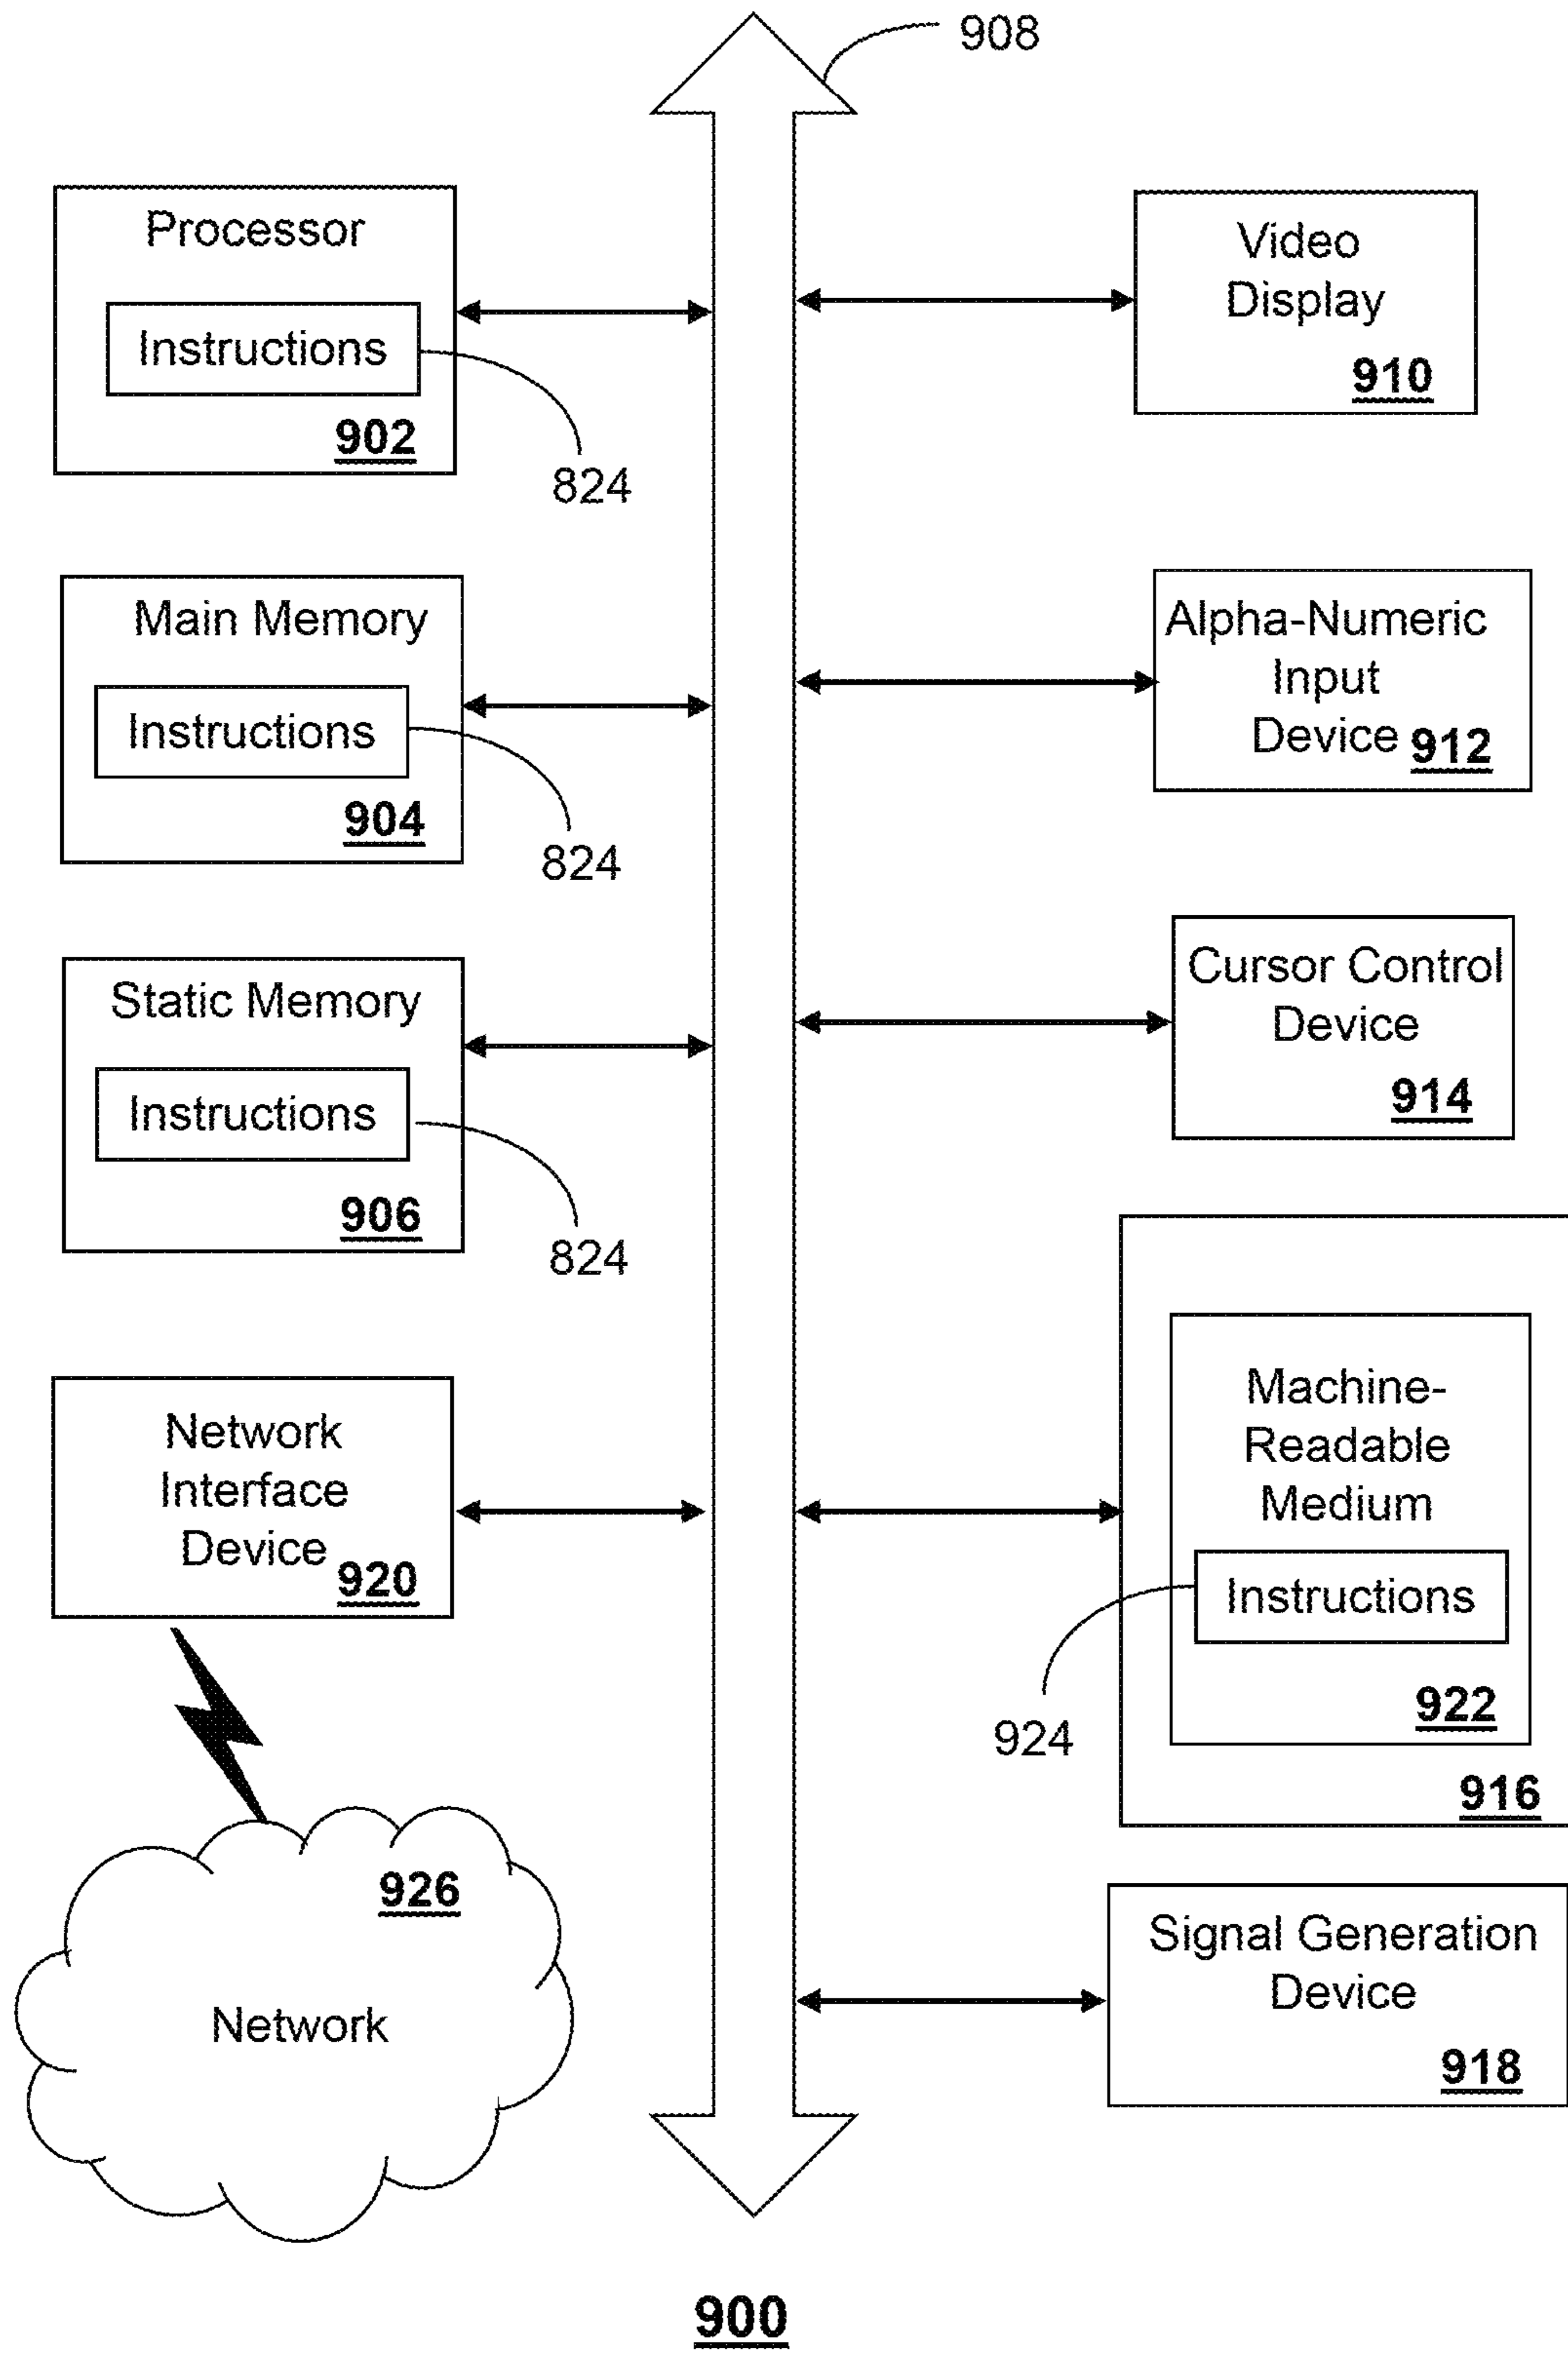 908
Processor
Instructions
902
824
Main Memory
Instructions
904
824
Static Memory
Instructions
906
824
Network
Interface
Device
920
926
Network
Video
Display
910
Alpha-Numeric
Input
Device 912
Cursor Control
Device
914
Machine-
Readable
Medium
Instructions
922
924
916
Signal Generation
Device
918
900